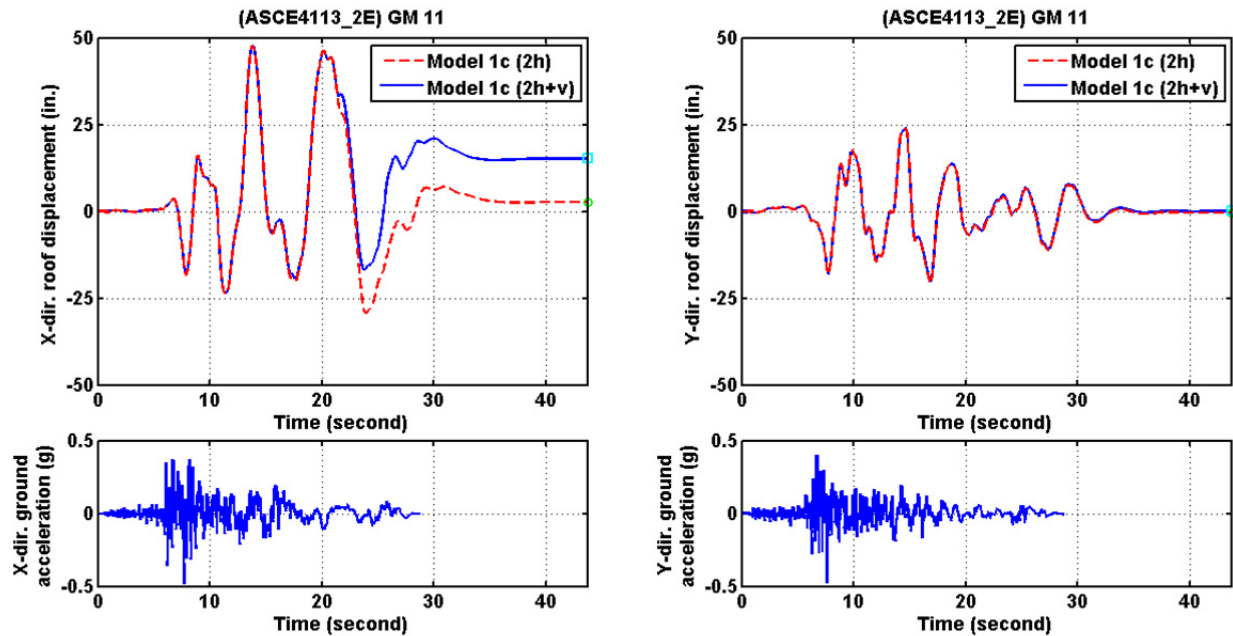 (ASCE4113_2E) GM 11
X-dir. roof displacement (in.)
50
25
0
-25
-50
Model 1c (2h)
Model 1c (2h+v)
0 10 20 30 40
Time (second)
X-dir. ground
acceleration (g)
0.5
0
-0.5
0 10 20 30 40
Time (second)
(ASCE4113_2E) GM 11
Y-dir. roof displacement (in.)
50
25
0
-25
-50
Model 1c (2h)
Model 1c (2h+v)
0 10 20 30 40
Time (second)
Y-dir. ground
acceleration (g)
0.5
0
-0.5
0 10 20 30 40
Time (second)